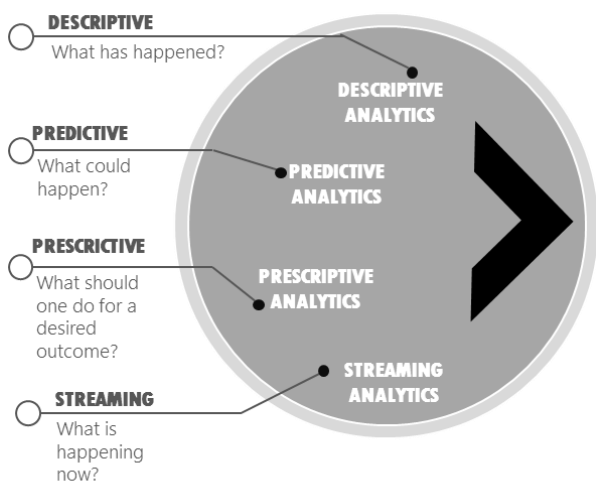 DESCRIPTIVE
What has happened?
PREDICTIVE
What could
happen?
PRESCRICTIVE
What should
one do for a
desired
outcome?
STREAMING
What is
happening
now?
DESCRIPTIVE
ANALYTICS
PREDICTIVE
ANALYTICS
PRESCRIPTIVE
ANALYTICS
STREAMING
ANALYTICS